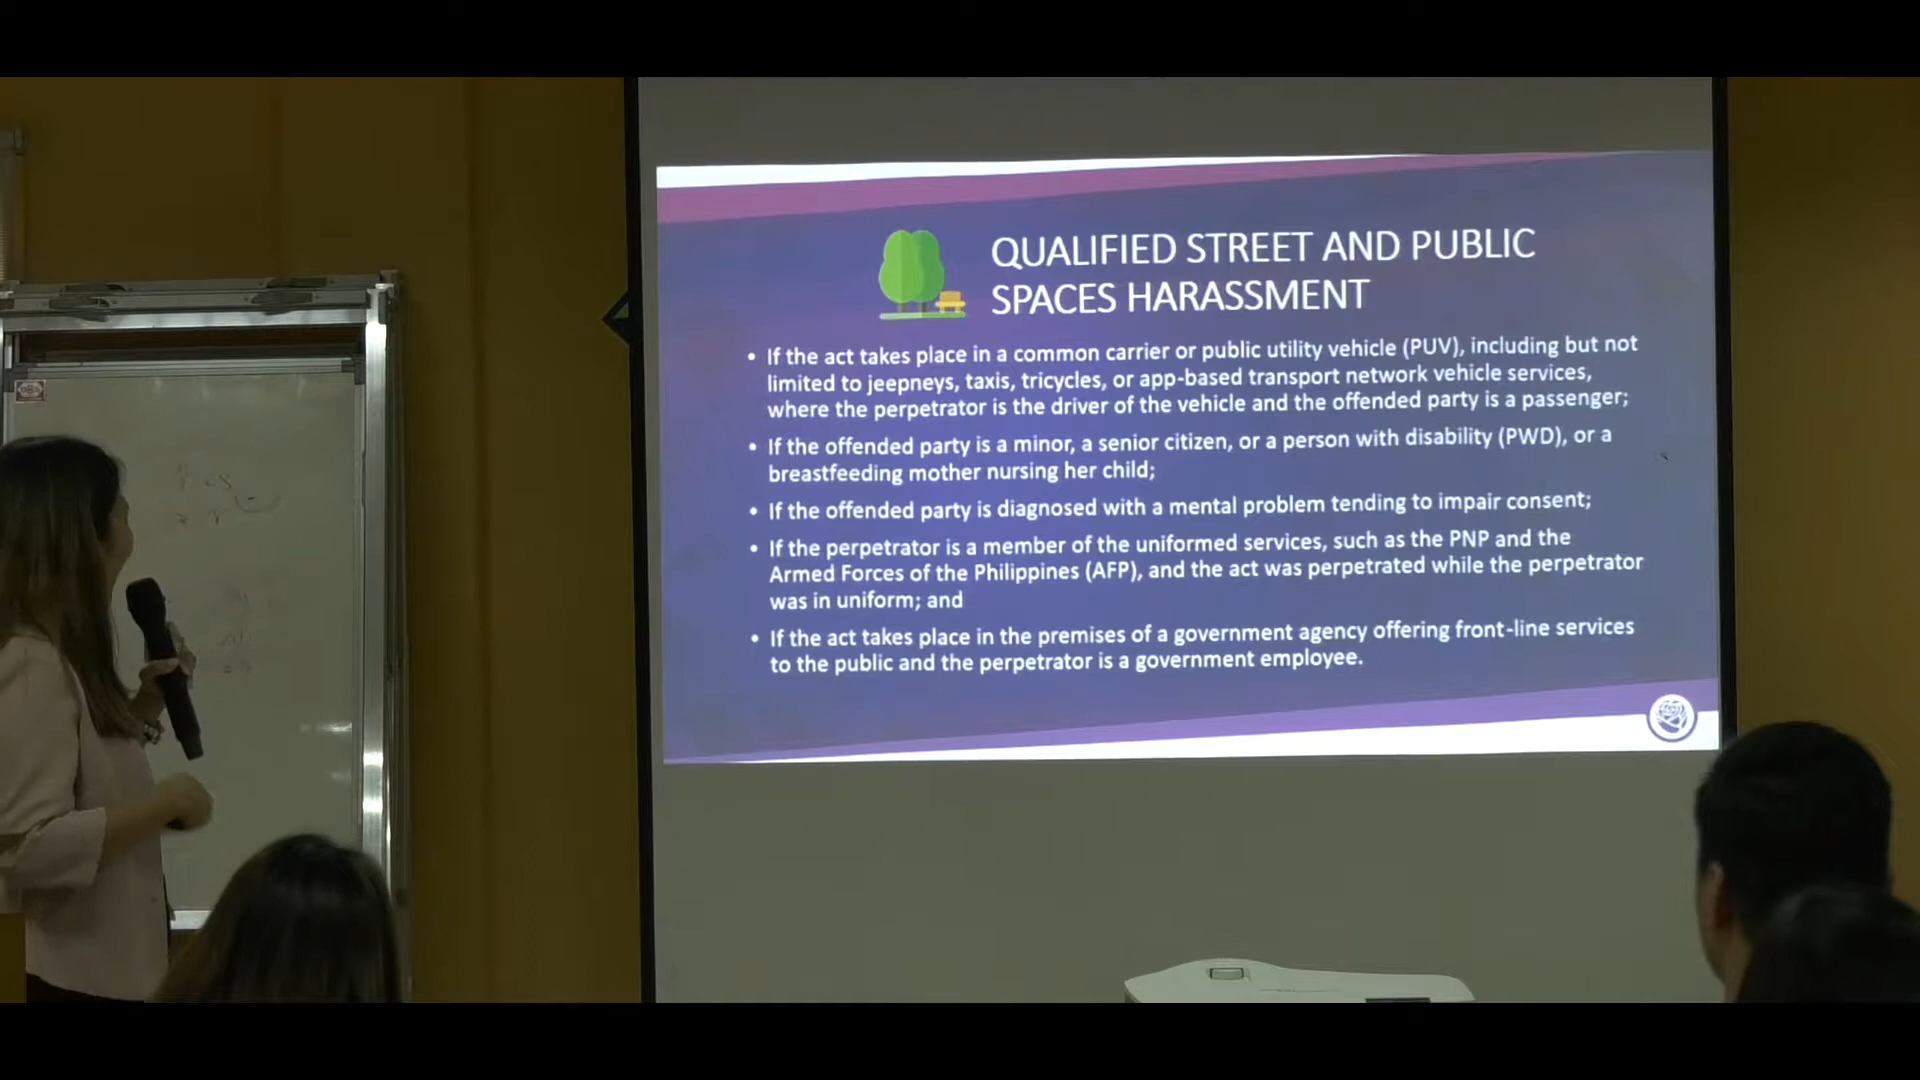 QUALIFIED STREET AND PUBLIC
SPACES HARASSMENT
• If the act takes place in a common carrier or public utility vehicle (PUV), including but not
limited to jeepneys, taxis, tricycles, or app-based transport network vehicle services,
where the perpetrator is the driver of the vehicle and the offended party is a passenger;
• If the offended party is a minor, a senior citizen, or a person with disability (PWD), or a
breastfeeding mother nursing her child;
• If the offended party is diagnosed with a mental problem tending to impair consent;
• If the perpetrator is a member of the uniformed services, such as the PNP and the
Armed Forces of the Philippines (AFP), and the act was perpetrated while the perpetrator
was in uniform; and
• If the act takes place in the premises of a government agency offering front-line services
to the public and the perpetrator is a government employee.